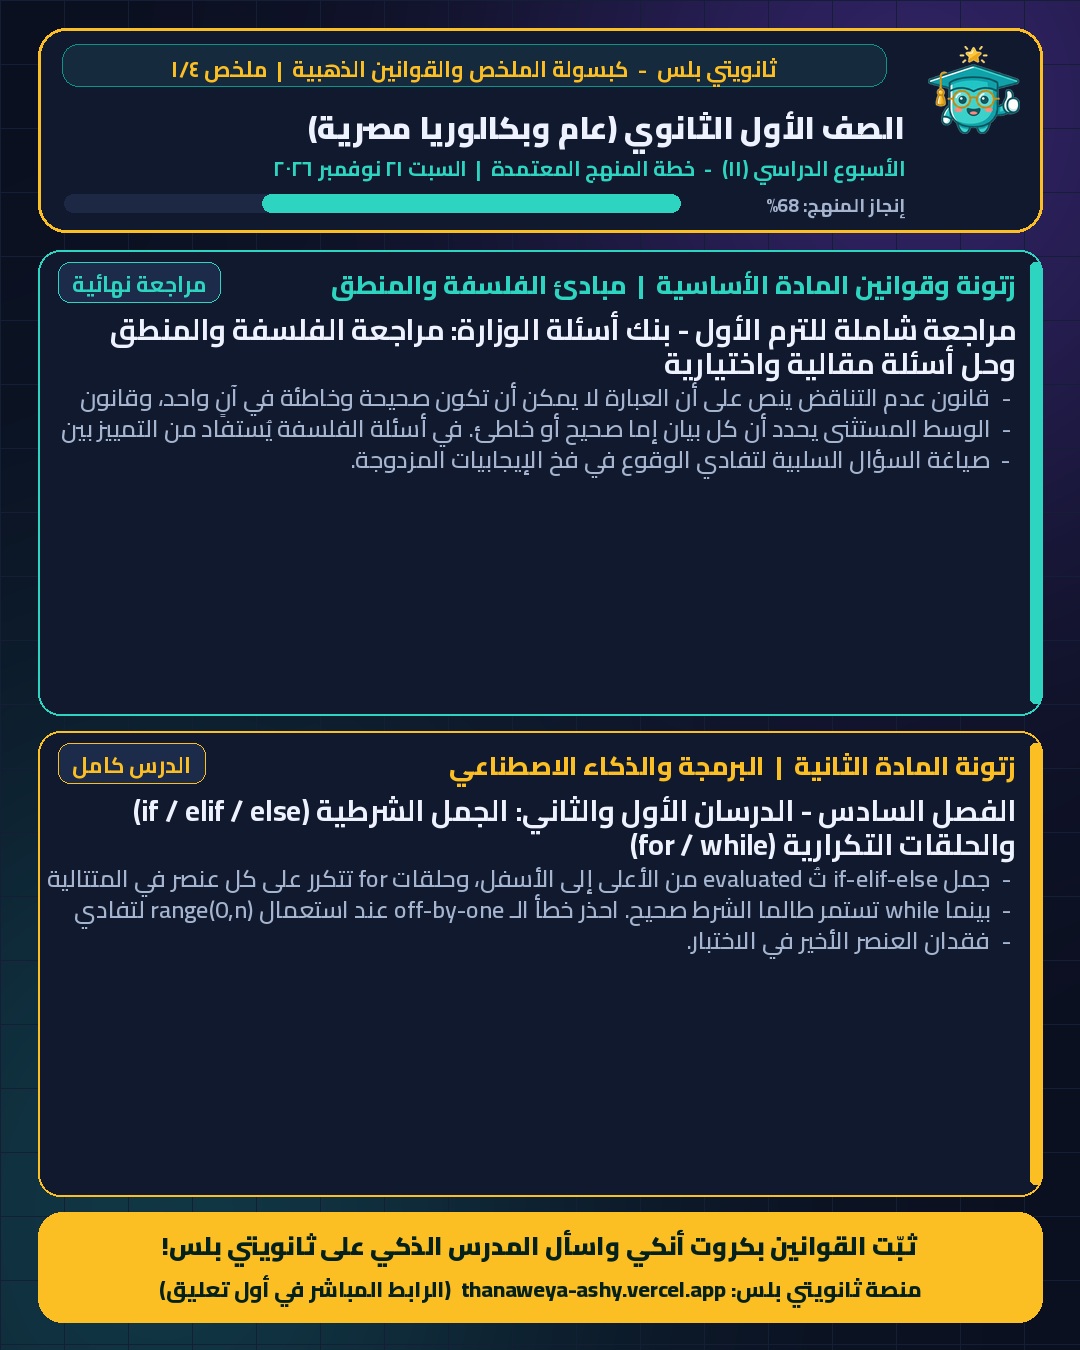 ثانويتي بلس - كبسولة الملخص والقوانين الذهبية | ملخص ١/٤
الصف الأول الثانوي (عام وبكالوريا مصرية)
الأسبوع الدراسي (١١) - خطة المنهج المعتمدة | السبت ٢١ نوفمبر ٢٠٢٦
إنجاز المنهج: 68%
زتونة وقوانين المادة الأساسية | مبادئ الفلسفة والمنطق
مراجعة نهائية
مراجعة شاملة للترم الأول - بنك أسئلة الوزارة: مراجعة الفلسفة والمنطق
وحل أسئلة مقالية واختيارية
- قانون عدم التناقض ينص على أن العبارة لا يمكن أن تكون صحيحة وخاطئة في آنٍ واحد، وقانون
- الوسط المستثنى يحدد أن كل بيان إما صحيح أو خاطئ. في أسئلة الفلسفة يُستفاد من التمييز بين
- صياغة السؤال السلبية لتفادي الوقوع في فخ الإيجابيات المزدوجة.
زتونة المادة الثانية | البرمجة والذكاء الاصطناعي
الدرس كامل
الفصل السادس - الدرسان الأول والثاني: الجمل الشرطية (if / elif / else)
والحلقات التكرارية (for / while)
- جمل if-elif-else تُ evaluated من الأعلى إلى الأسفل، وحلقات for تتكرر على كل عنصر في المتتالية
- بينما while تستمر طالما الشرط صحيح. احذر خطأ الـ off-by-one عند استعمال range(0,n) لتفادي
- فقدان العنصر الأخير في الاختبار.
ثبّت القوانين بكروت أنكي واسأل المدرس الذكي على ثانويتي بلس!
منصة ثانويتي بلس: thanaweya-ashy.vercel.app (الرابط المباشر في أول تعليق)